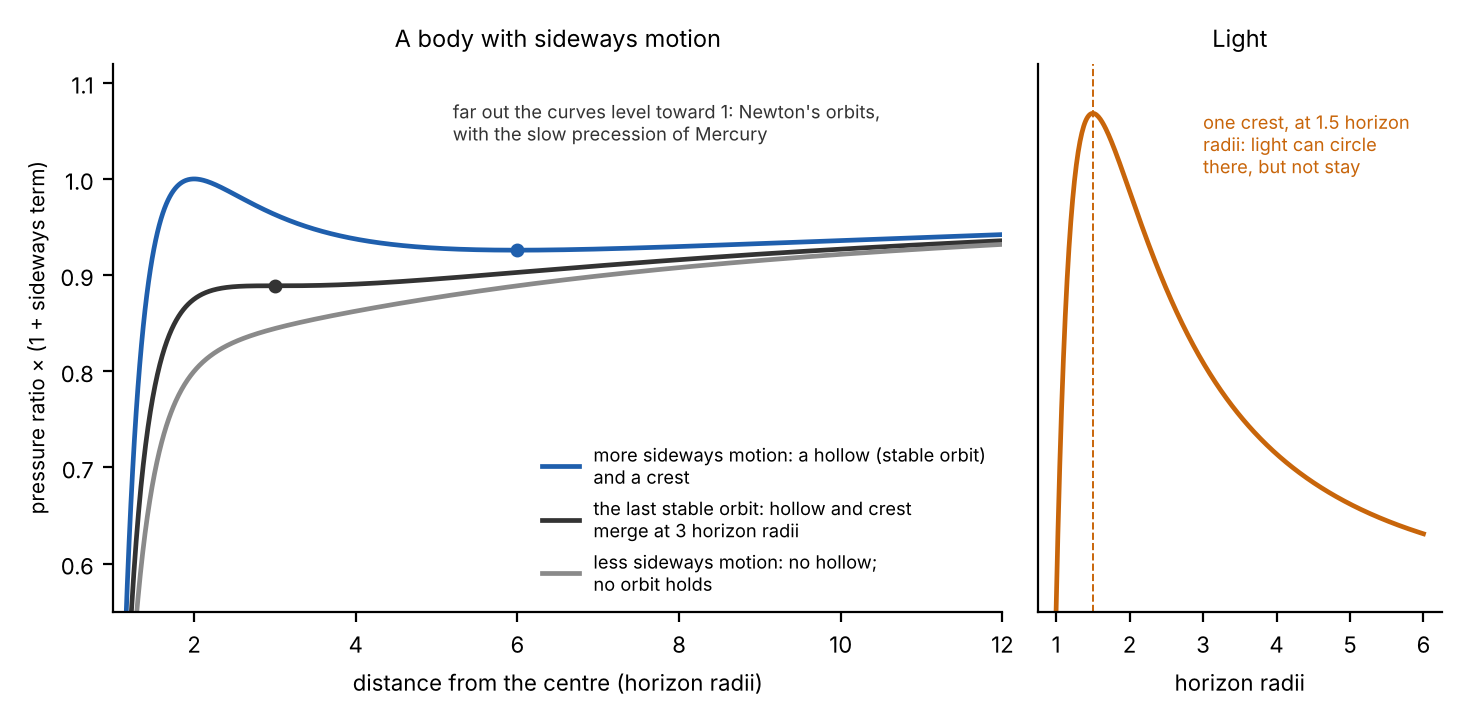 A body with sideways motion
pressure ratio × (1 + sideways term)
1.1
1.0
0.9
0.8
0.7
0.6
far out the curves level toward 1: Newton's orbits,
with the slow precession of Mercury
more sideways motion: a hollow (stable orbit)
and a crest
the last stable orbit: hollow and crest
merge at 3 horizon radii
less sideways motion: no hollow;
no orbit holds
2 4 6 8 10 12
distance from the centre (horizon radii)
Light
one crest, at 1.5 horizon
radii: light can circle
there, but not stay
1 2 3 4 5 6
horizon radii